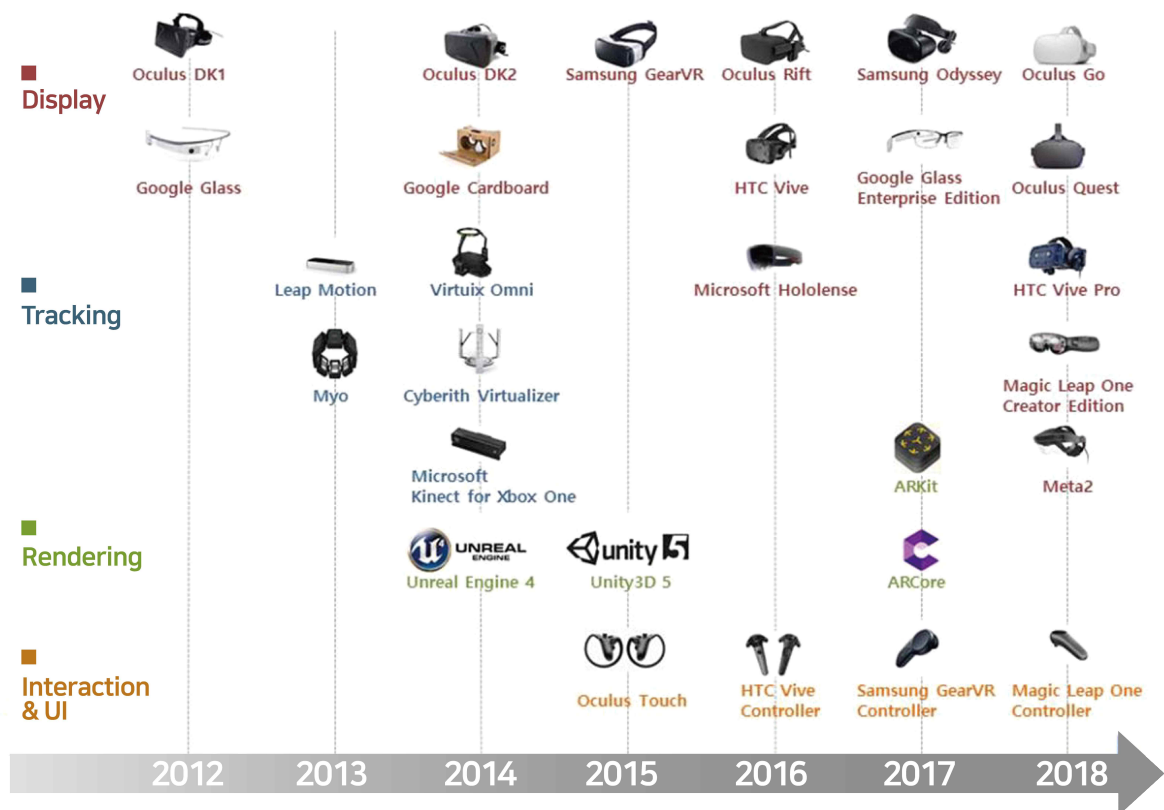 Display
Oculus DK1
Oculus DK2
Samsung GearVR
Oculus Rift
Samsung Odyssey
Oculus Go
Google Glass
Google Cardboard
HTC Vive
Google Glass
Enterprise Edition
Oculus Quest
Tracking
Leap Motion
Virtuix Omni
Microsoft Hololense
HTC Vive Pro
Myo
Cyberith Virtualizer
Magic Leap One
Creator Edition
Microsoft
Kinect for Xbox One
ARKit
Meta2
Rendering
UNREAL
ENGINE
Unreal Engine 4
unity 5
Unity3D 5
ARCore
Interaction
& UI
Oculus Touch
HTC Vive
Controller
Samsung GearVR
Controller
Magic Leap One
Controller
2012
2013
2014
2015
2016
2017
2018